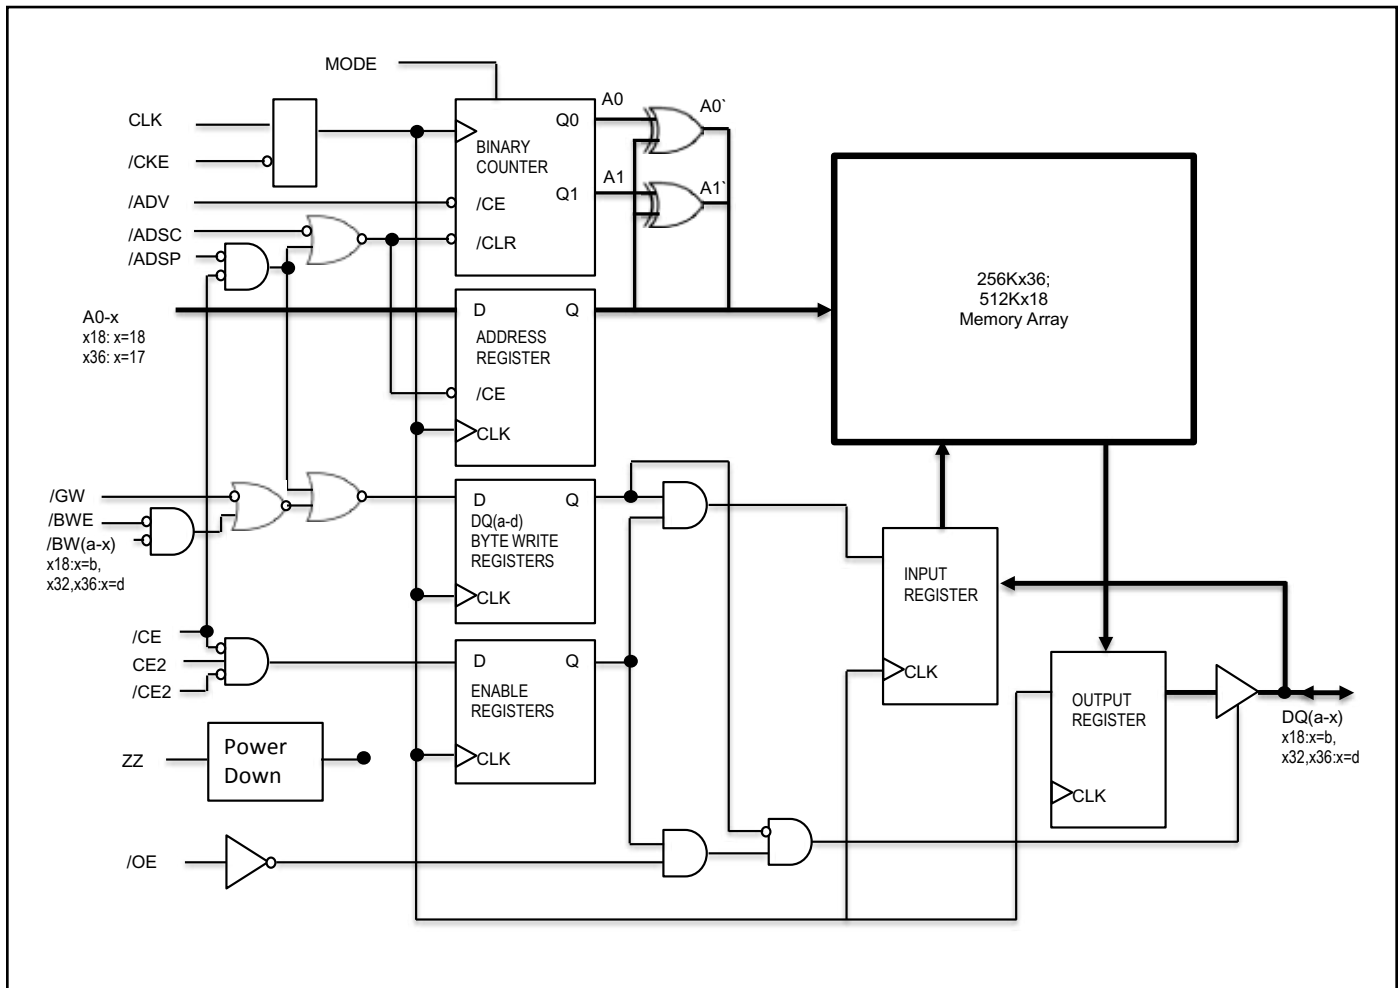 MODE
CLK
/CKE
/ADV
/ADSC
/ADSP
A0-x
x18: x=18
x36: x=17
/GW
/BWE
/BW(a-x)
x18:x=b,
x32,x36:x=d
/CE
CE2
/CE2
ZZ
Power
Down
/OE
Q0
BINARY
COUNTER
Q1
/CE
/CLR
A0
A0`
A1
A1`
D
Q
ADDRESS
REGISTER
/CE
CLK
D
Q
DQ(a-d)
BYTE WRITE
REGISTERS
CLK
D
Q
ENABLE
REGISTERS
CLK
256Kx36;
512Kx18
Memory Array
INPUT
REGISTER
CLK
OUTPUT
REGISTER
CLK
DQ(a-x)
x18:x=b,
x32,x36:x=d